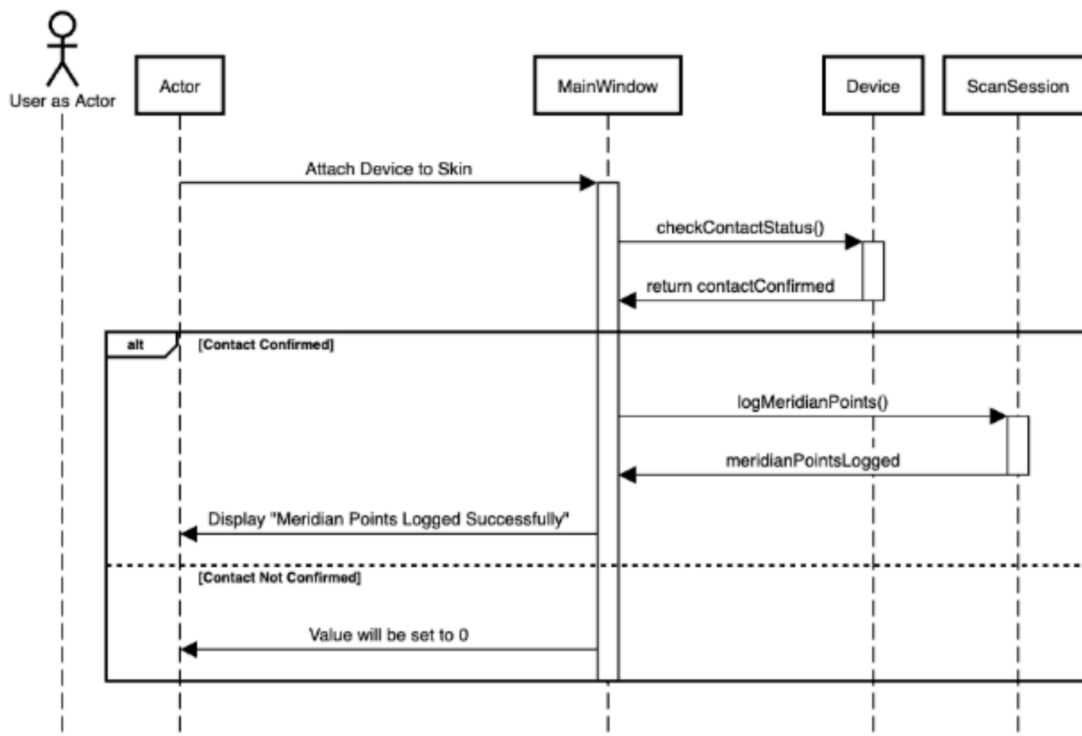 User as Actor
Actor
MainWindow
Device
ScanSession
Attach Device to Skin
checkContactStatus()
return contactConfirmed
alt
[Contact Confirmed]
logMeridianPoints()
meridianPointsLogged
Display "Meridian Points Logged Successfully"
[Contact Not Confirmed]
Value will be set to 0